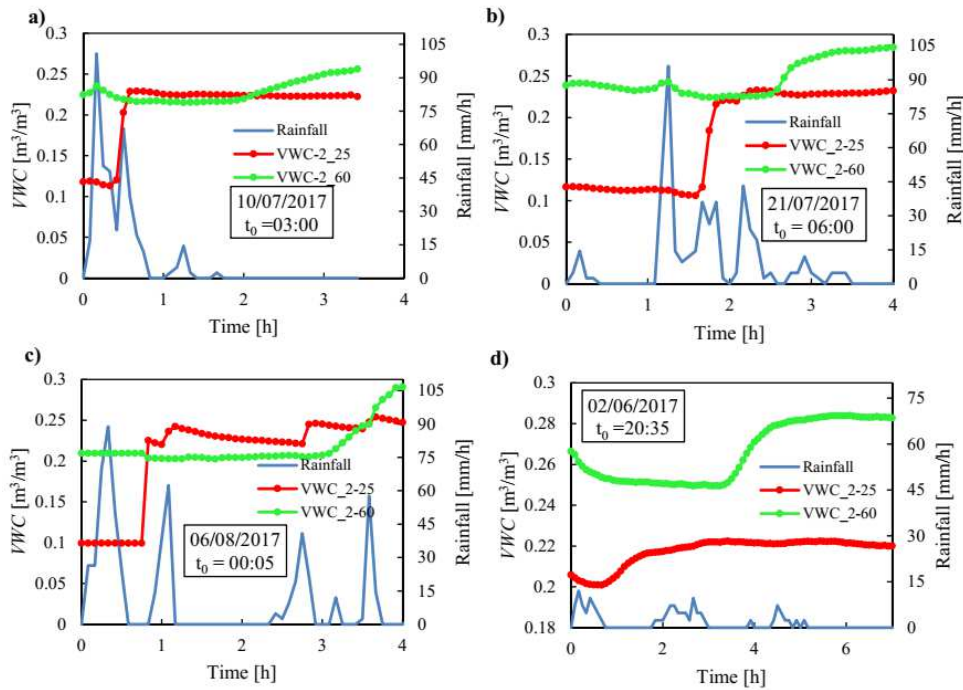 a)
0.3
0.25
0.2
0.15
0.1
0.05
0
VWC [m³/m³]
105
90
75
60
45
30
15
0
Rainfall [mm/h]
Rainfall
VWC-2_25
VWC-2_60
10/07/2017
t₀ =03:00
0 1 2 3 4
Time [h]
b)
0.3
0.25
0.2
0.15
0.1
0.05
0
VWC [m³/m³]
105
90
75
60
45
30
15
0
Rainfall [mm/h]
Rainfall
VWC_2-25
VWC_2-60
21/07/2017
t₀ = 06:00
0 1 2 3 4
Time [h]
c)
0.3
0.25
0.2
0.15
0.1
0.05
0
VWC [m³/m³]
105
90
75
60
45
30
15
0
Rainfall [mm/h]
Rainfall
VWC_2-25
VWC_2-60
06/08/2017
t₀ = 00:05
0 1 2 3 4
Time [h]
d)
0.3
0.28
0.26
0.24
0.22
0.2
0.18
VWC [m³/m³]
75
60
45
30
15
0
Rainfall [mm/h]
02/06/2017
t₀ =20:35
Rainfall
VWC_2-25
VWC_2-60
0 2 4 6
Time [h]